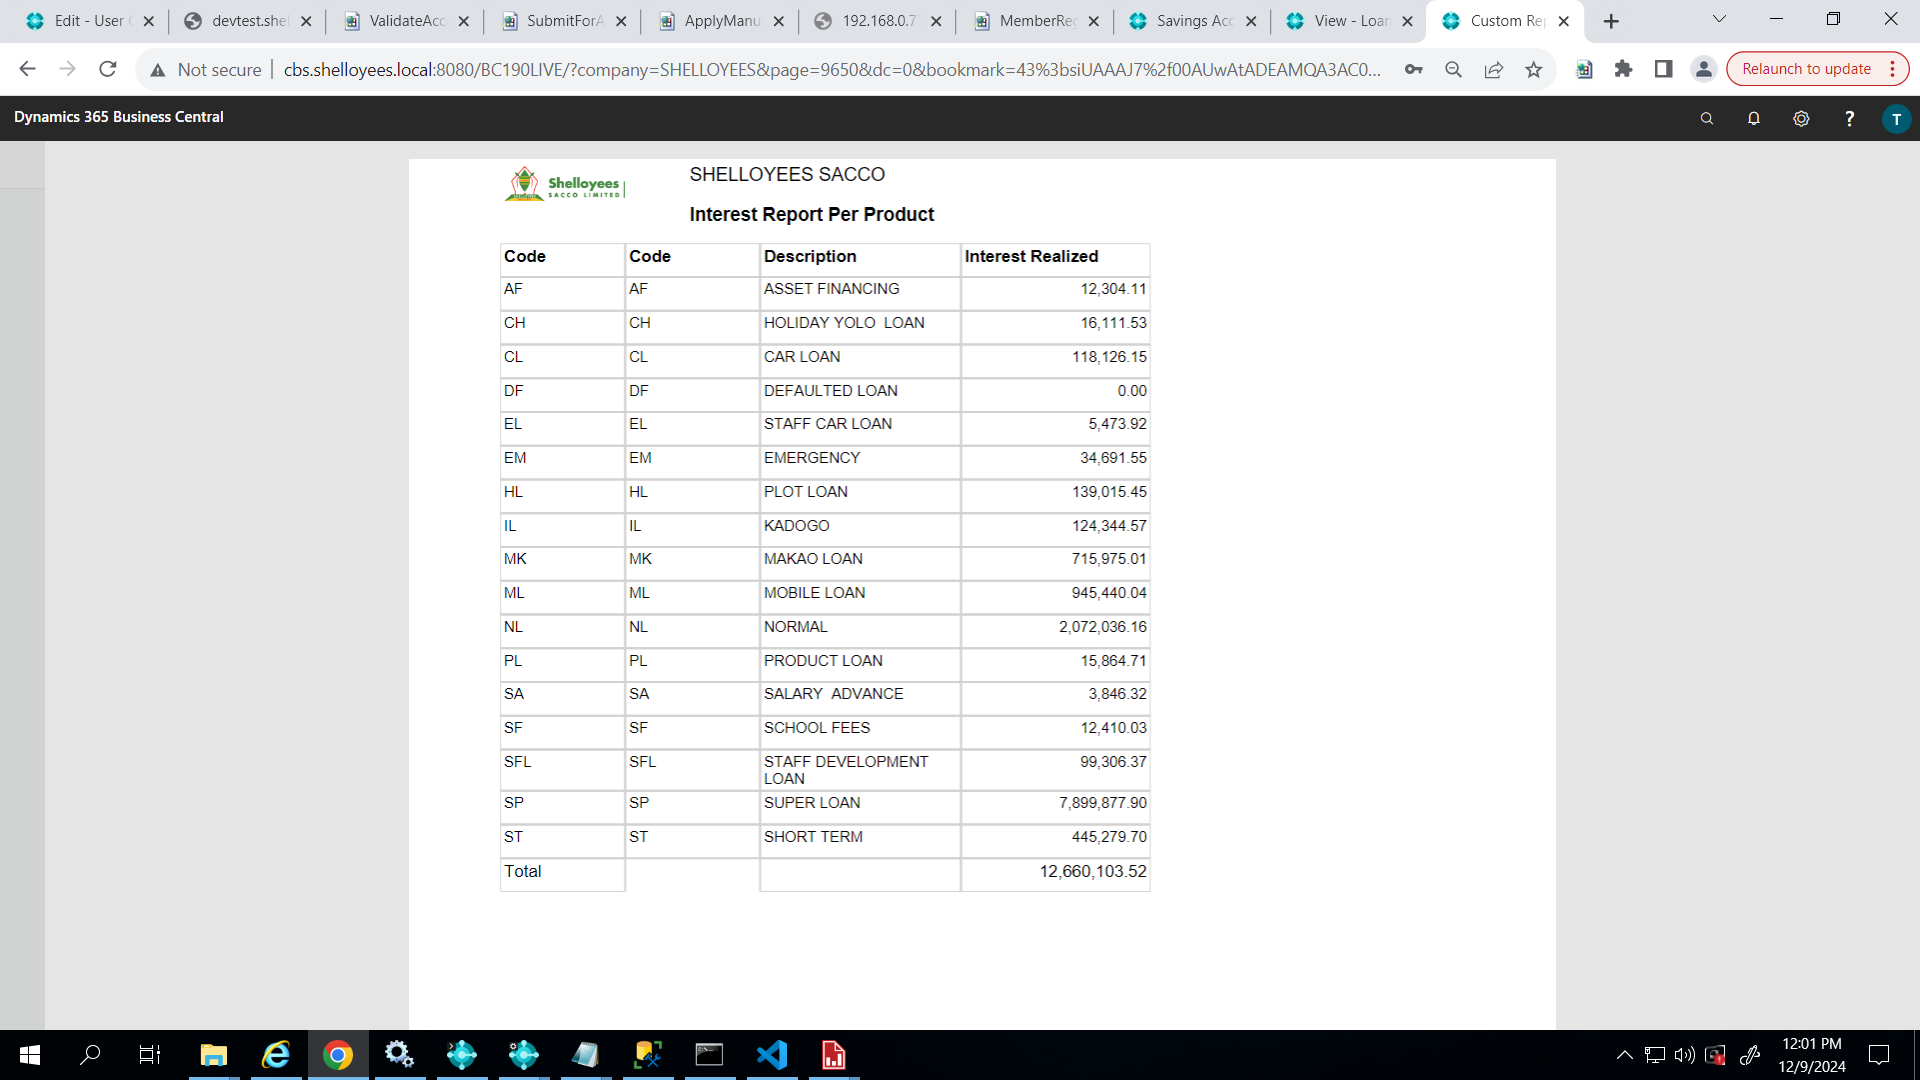 Edit - User
devtest.shel
ValidateAcc
SubmitForA
ApplyManu
192.168.0.7
MemberReg
Savings Acc
View - Loan
Custom Rep
Not secure
cbs.shelloyees.local:8080/BC190LIVE/?company=SHELLOYEES&page=9650&dc=0&bookmark=43%3bsiUAAAJ7%2f00AUwAtADEAMQA3AC0...
Relaunch to update
Dynamics 365 Business Central
? T
Shelloyees
SACCO LIMITED
SHELLOYEES SACCO
Interest Report Per Product
Code Code Description Interest Realized
AF AF ASSET FINANCING 12,304.11
CH CH HOLIDAY YOLO  LOAN 16,111.53
CL CL CAR LOAN 118,126.15
DF DF DEFAULTED LOAN 0.00
EL EL STAFF CAR LOAN 5,473.92
EM EM EMERGENCY 34,691.55
HL HL PLOT LOAN 139,015.45
IL IL KADOGO 124,344.57
MK MK MAKAO LOAN 715,975.01
ML ML MOBILE LOAN 945,440.04
NL NL NORMAL 2,072,036.16
PL PL PRODUCT LOAN 15,864.71
SA SA SALARY  ADVANCE 3,846.32
SF SF SCHOOL FEES 12,410.03
SFL SFL STAFF DEVELOPMENT 99,306.37
LOAN
SP SP SUPER LOAN 7,899,877.90
ST ST SHORT TERM 445,279.70
Total 12,660,103.52
12:01 PM
12/9/2024